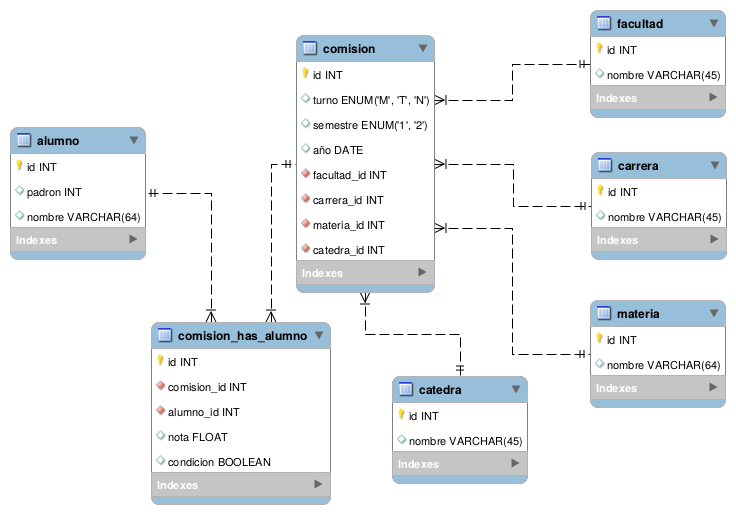 alumno
id INT
padron INT
nombre VARCHAR(64)
Indexes
comision
id INT
turno ENUM('M', 'T', 'N')
semestre ENUM('1', '2')
año DATE
facultad_id INT
carrera_id INT
materia_id INT
catedra_id INT
Indexes
facultad
id INT
nombre VARCHAR(45)
Indexes
carrera
id INT
nombre VARCHAR(45)
Indexes
materia
id INT
nombre VARCHAR(64)
Indexes
comision_has_alumno
id INT
comision_id INT
alumno_id INT
nota FLOAT
condicion BOOLEAN
Indexes
catedra
id INT
nombre VARCHAR(45)
Indexes